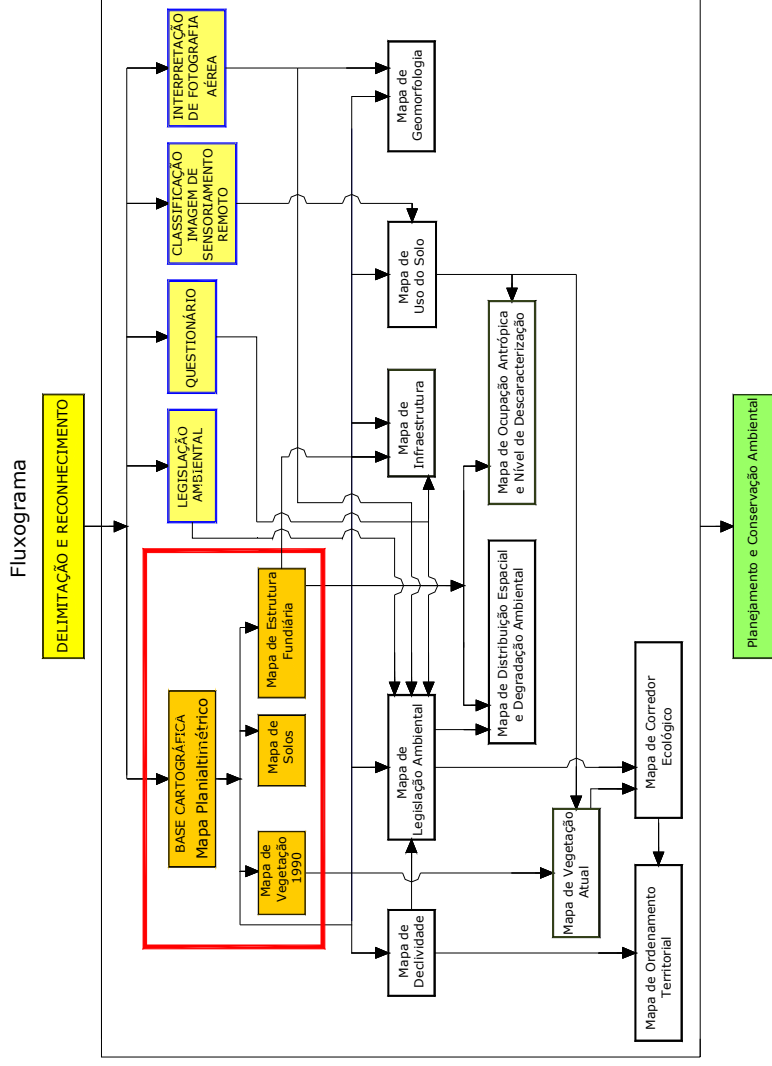 Fluxograma
DELIMITAÇÃO E RECONHECIMENTO
BASE CARTOGRÁFICA
Mapa Planialtimétrico
LEGISLAÇÃO
AMBIENTAL
QUESTIONÁRIO
CLASSIFICAÇÃO
IMAGEM DE
SENSORIAMENTO
REMOTO
INTERPRETAÇÃO
DE FOTOGRAFIA
AÉREA
Mapa de
Vegetação
1990
Mapa de
Solos
Mapa de Estrutura
Fundiária
Mapa de
Declividade
Mapa de
Legislação Ambiental
Mapa de
Infraestrutura
Mapa de
Uso do Solo
Mapa de
Geomorfologia
Mapa de Distribuição Espacial
e Degradação Ambiental
Mapa de Ocupação Antrópica
e Nível de Descaracterização
Mapa de Vegetação
Atual
Mapa de Ordenamento
Territorial
Mapa de Corredor
Ecológico
Planejamento e Conservação Ambiental